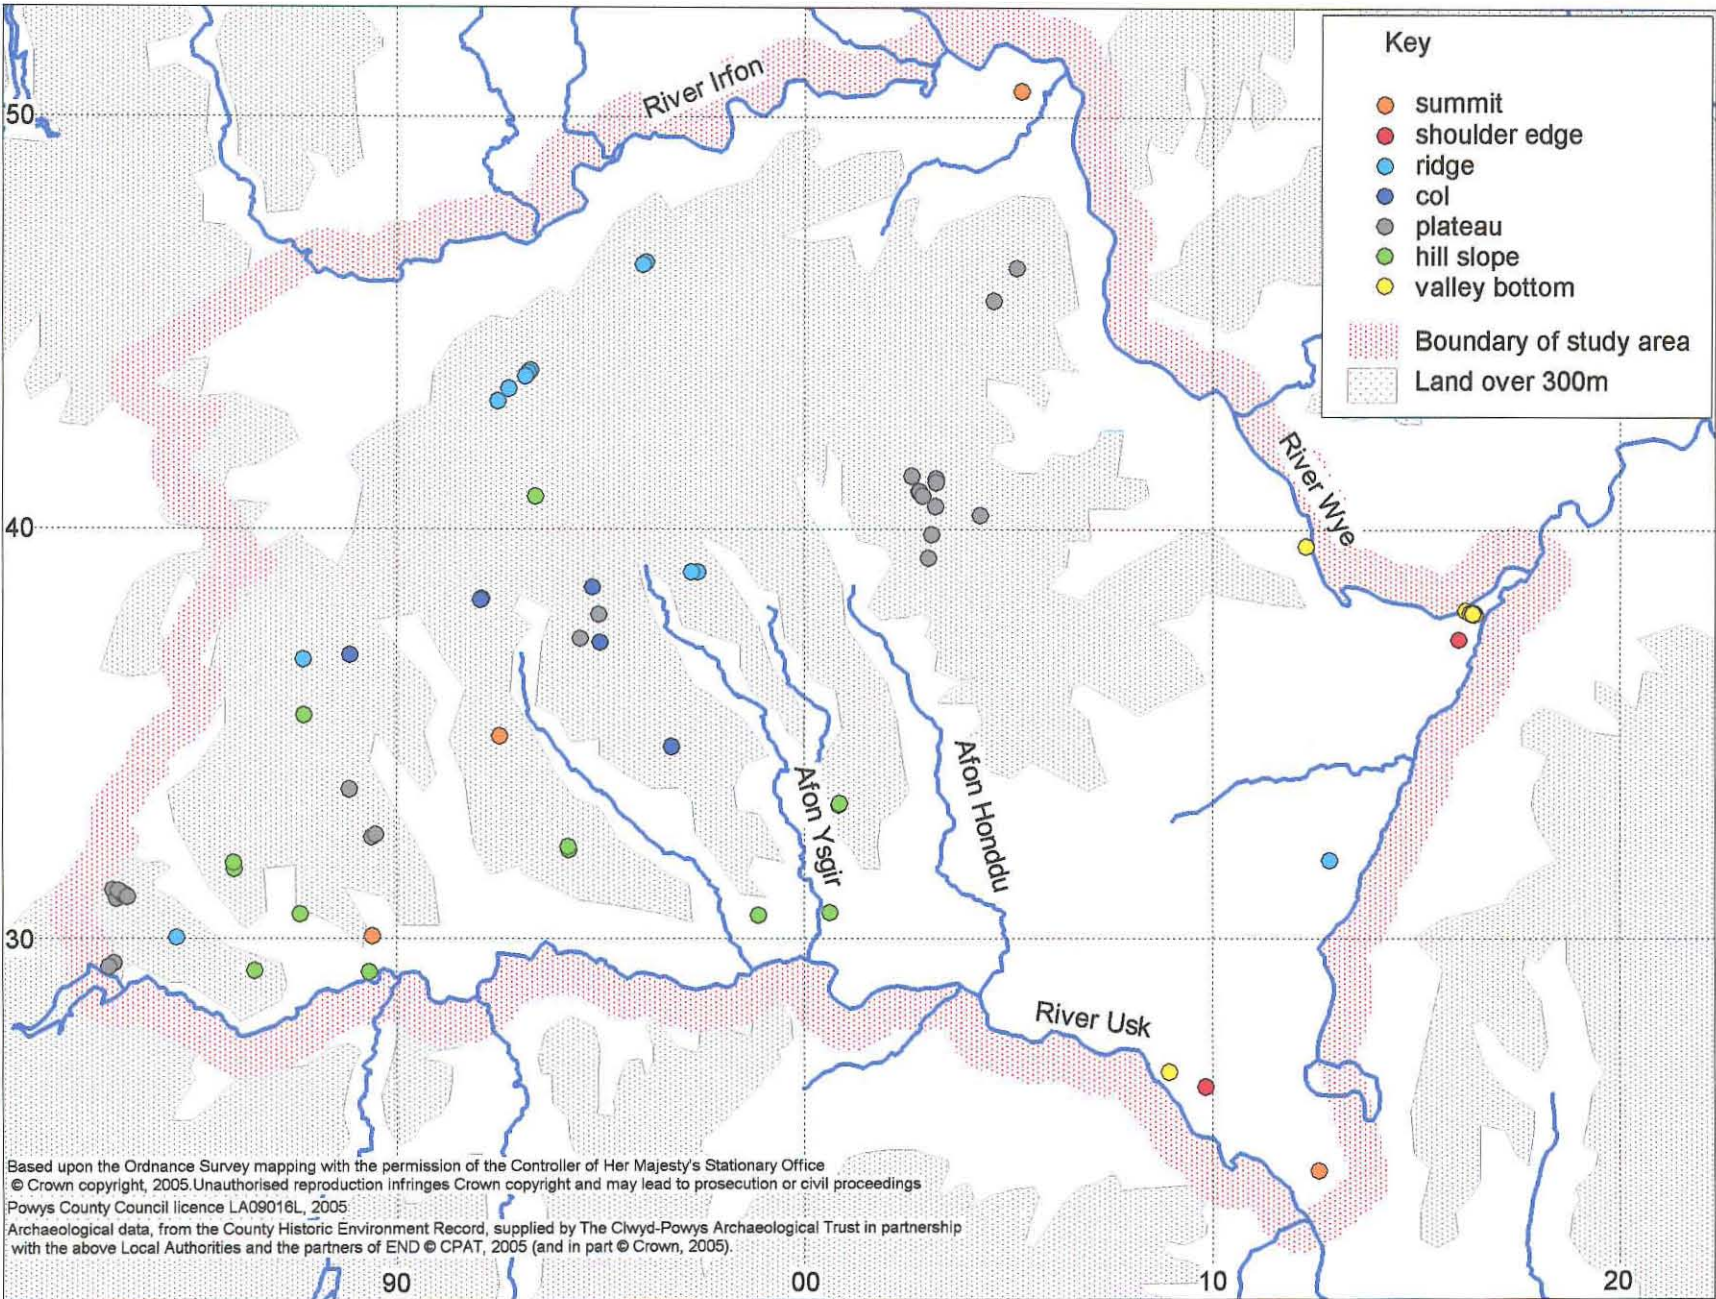 Key
summit
shoulder edge
ridge
col
plateau
hill slope
valley bottom
Boundary of study area
Land over 300m
50
River Irfon
River Wye
40
Afon Ysgir
Afon Honddu
30
River Usk
Based upon the Ordnance Survey mapping with the permission of the Controller of Her Majesty's Stationary Office
© Crown copyright, 2005.Unauthorised reproduction infringes Crown copyright and may lead to prosecution or civil proceedings
Powys County Council licence LA09016L, 2005
Archaeological data, from the County Historic Environment Record, supplied by The Clwyd-Powys Archaeological Trust in partnership
with the above Local Authorities and the partners of END © CPAT, 2005 (and in part © Crown, 2005).
90
00
10
20